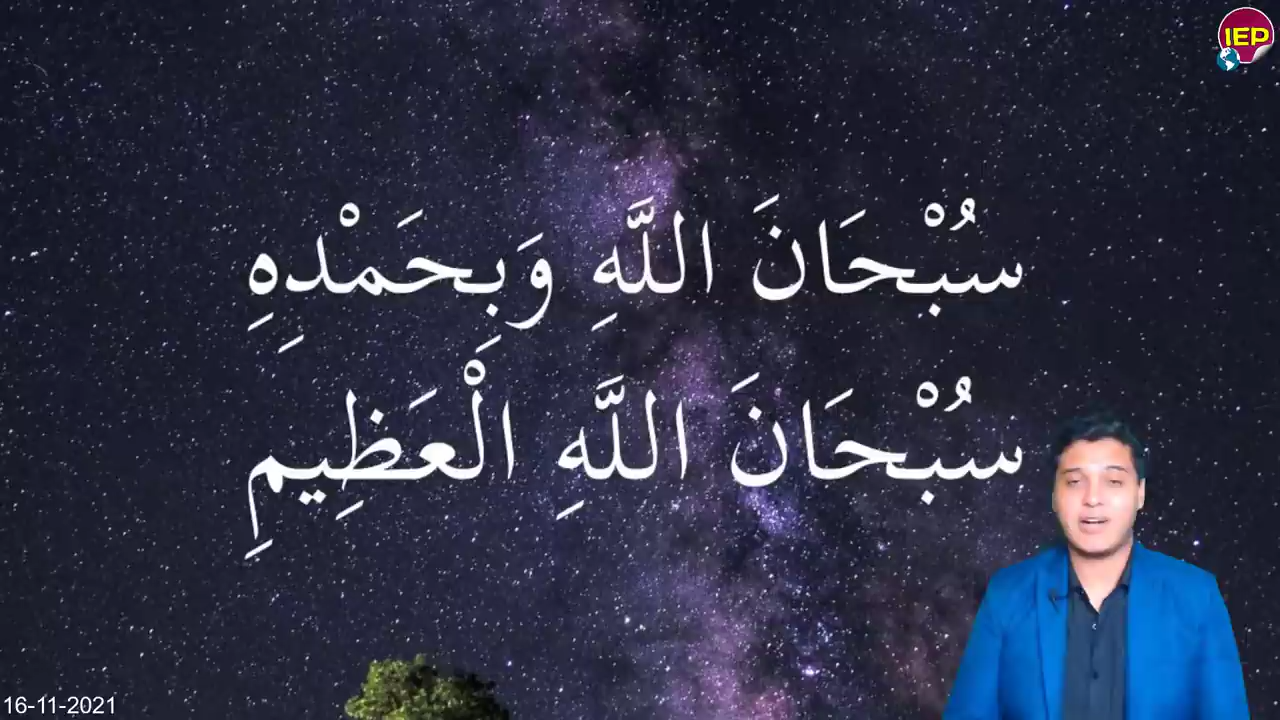 IEP
سُبْحَانَ اللَّهِ وَبِحَمْدِهِ
سُبْحَانَ اللَّهِ الْعَظِيمِ
16-11-2021